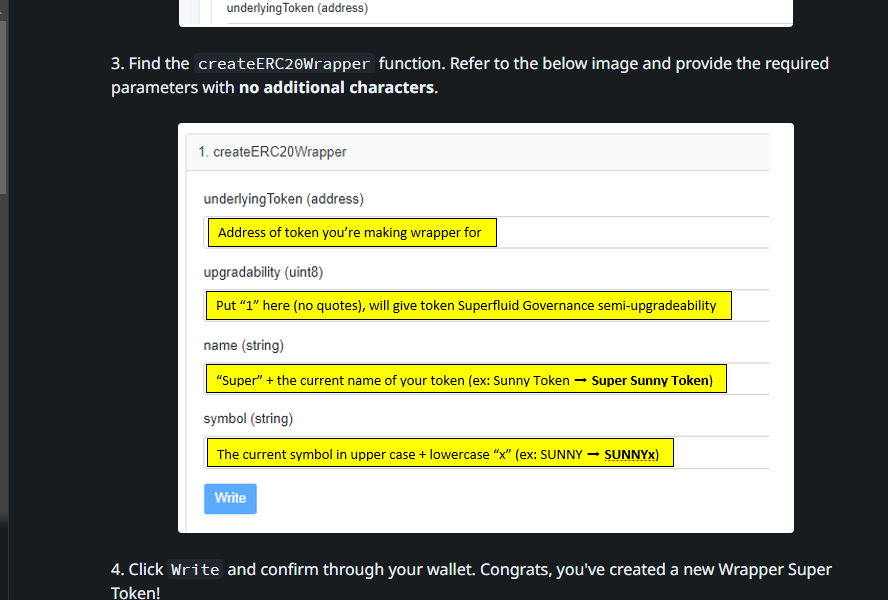 underlyingToken (address)
3. Find the createERC20Wrapper function. Refer to the below image and provide the required
parameters with no additional characters.
1. createERC20Wrapper
underlyingToken (address)
Address of token you’re making wrapper for
upgradability (uint8)
Put “1” here (no quotes), will give token Superfluid Governance semi-upgradeability
name (string)
“Super” + the current name of your token (ex: Sunny Token → Super Sunny Token)
symbol (string)
The current symbol in upper case + lowercase “x” (ex: SUNNY → SUNNYx)
Write
4. Click Write and confirm through your wallet. Congrats, you've created a new Wrapper Super
Token!